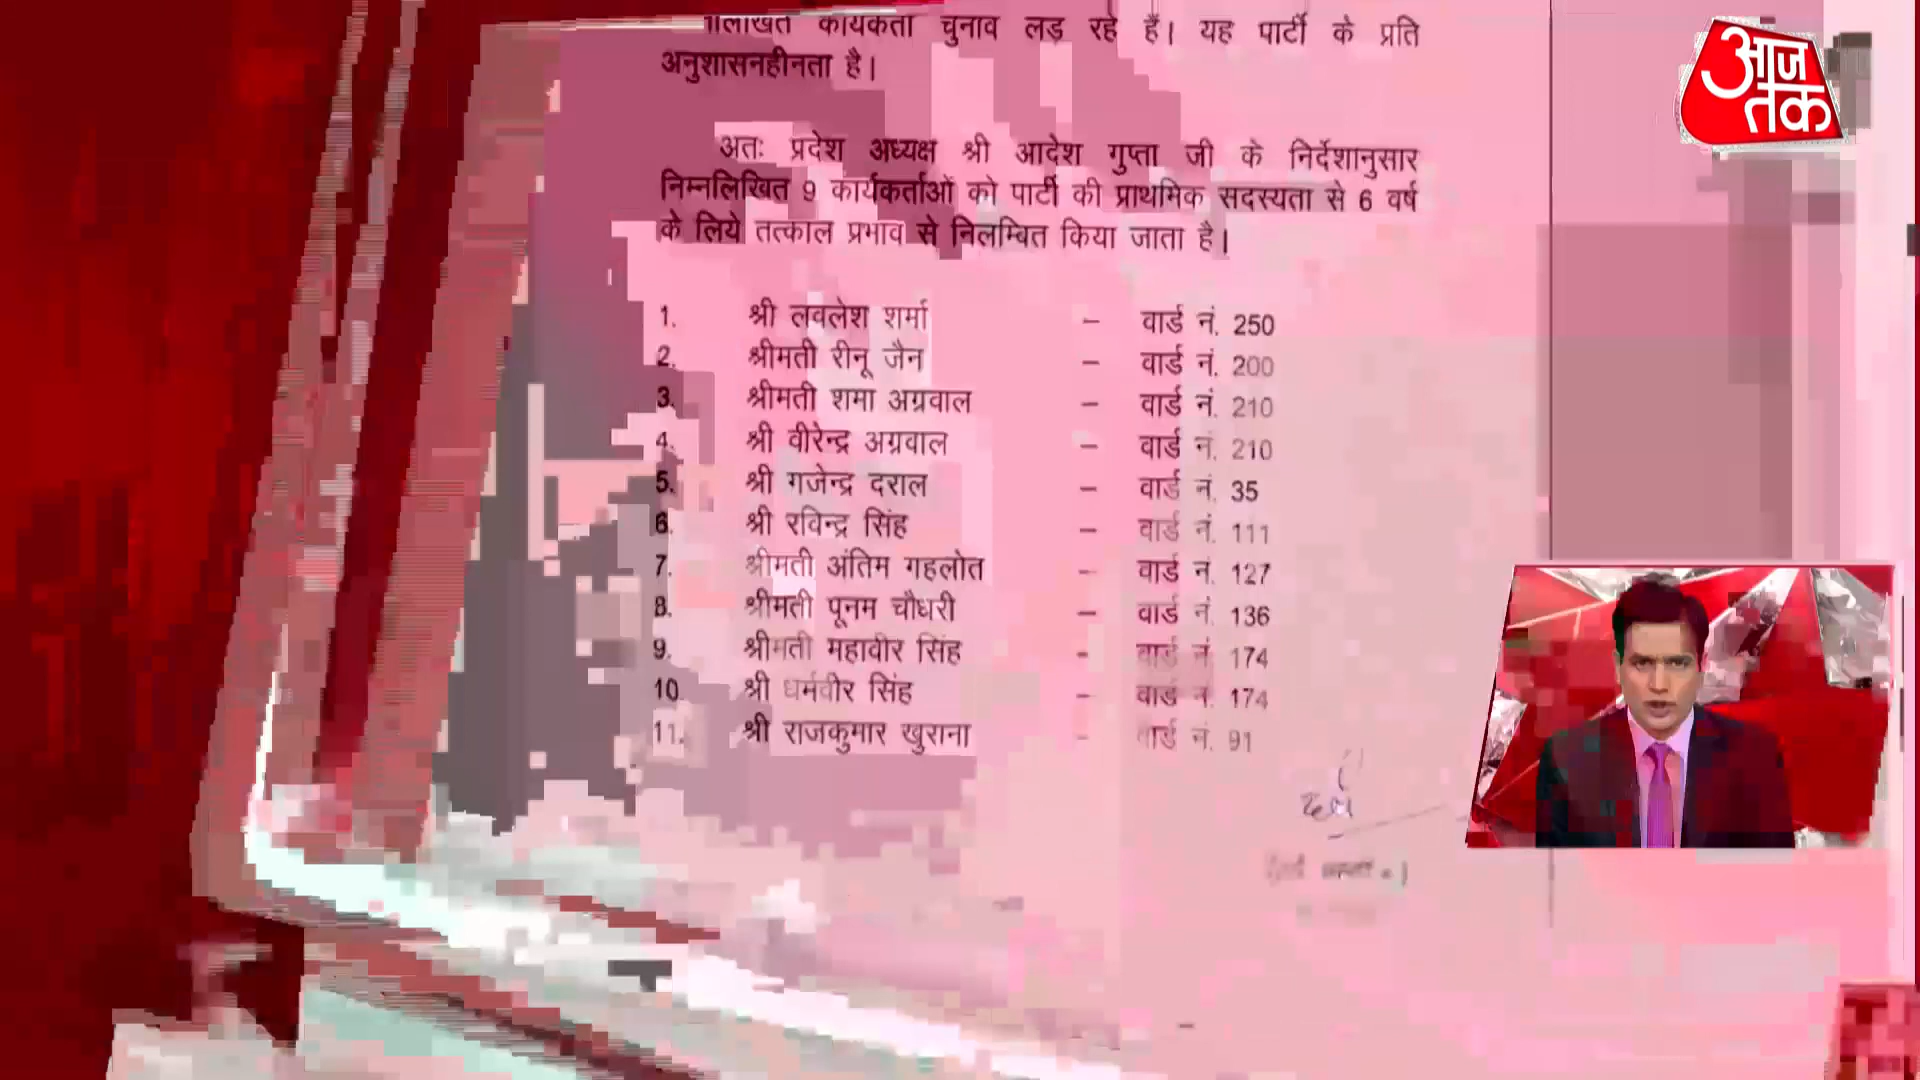 कार्यकर्ता चुनाव लड़ रहे हैं। यह पार्टी के प्रति
अनुशासनहीनता है।
अतः प्रदेश अध्यक्ष श्री आदेश गुप्ता जी के निर्देशानुसार
निम्नलिखित 9 कार्यकर्ताओं को पार्टी की प्राथमिक सदस्यता से 6 वर्ष
के लिये तत्काल प्रभाव से निलम्बित किया जाता है।
1. श्री लवलेश शर्मा – वार्ड नं. 250
2. श्रीमती रीनू जैन – वार्ड नं. 200
3. श्रीमती शमा अग्रवाल – वार्ड नं. 210
4. श्री वीरेन्द्र अग्रवाल – वार्ड नं. 210
5. श्री गजेन्द्र दराल – वार्ड नं. 35
6. श्री रविन्द्र सिंह – वार्ड नं. 111
7. श्रीमती अंतिम गहलोत – वार्ड नं. 127
8. श्रीमती पूनम चौधरी – वार्ड नं. 136
9. श्रीमती महावीर सिंह - वार्ड नं. 174
10. श्री धर्मवीर सिंह - वार्ड नं. 174
11. श्री राजकुमार खुराना - वार्ड नं. 91
आज
तक